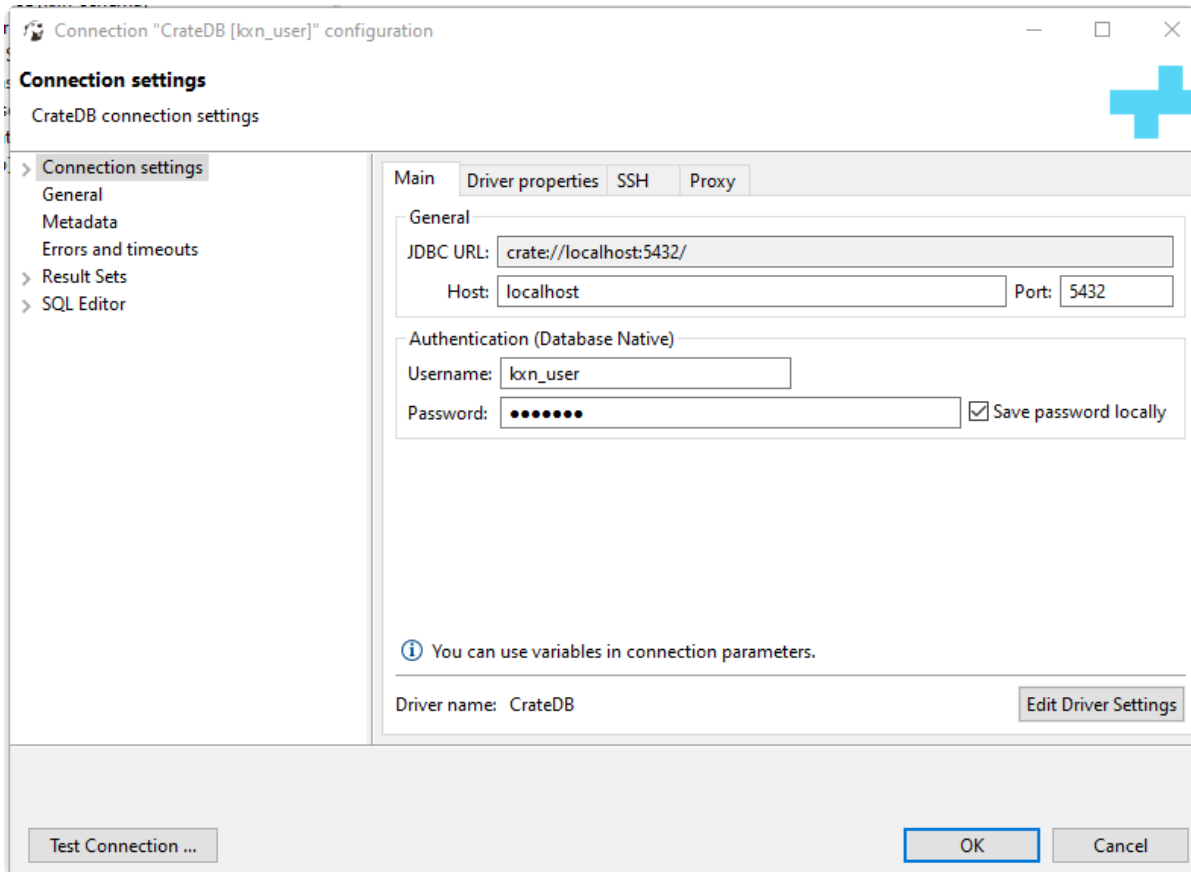 Connection "CrateDB [kxn_user]" configuration
Connection settings
CrateDB connection settings
Connection settings
General
Metadata
Errors and timeouts
Result Sets
SQL Editor
Main Driver properties SSH Proxy
General
JDBC URL: crate://localhost:5432/
Host: localhost Port: 5432
Authentication (Database Native)
Username: kxn_user
Password: •••••••  Save password locally
You can use variables in connection parameters.
Driver name: CrateDB Edit Driver Settings
Test Connection ... OK Cancel